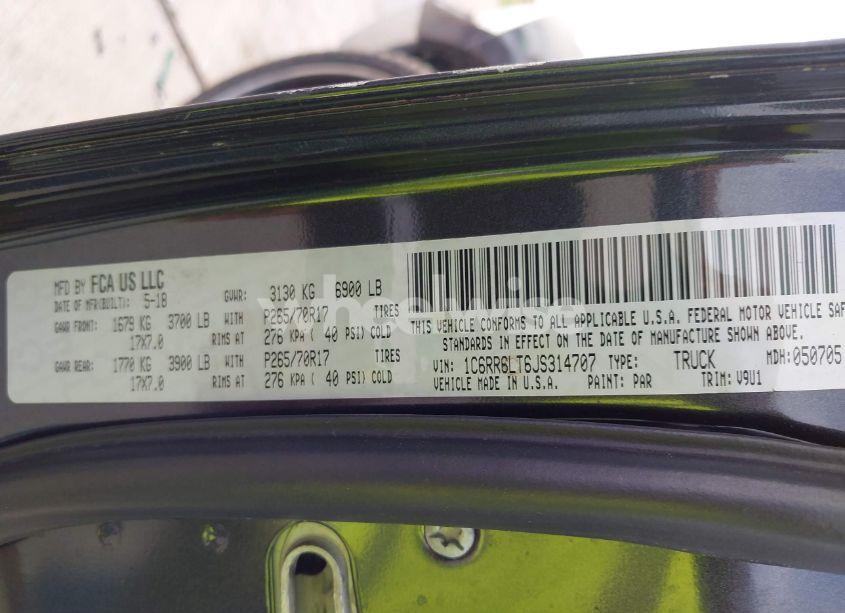 MFD BY FCA US LLC
DATE OF MFR(BUILT): 5-18 GVWR: 3130 KG 6900 LB
GAWR FRONT: 1679 KG 3700 LB WITH P265/70R17 TIRES
17X7.0 RIMS AT 276 KPA ( 40 PSI) COLD
GAWR REAR: 1770 KG 3900 LB WITH P265/70R17 TIRES
17X7.0 RIMS AT 276 KPA ( 40 PSI) COLD
THIS VEHICLE CONFORMS TO ALL APPLICABLE U.S.A. FEDERAL MOTOR VEHICLE SAF
STANDARDS IN EFFECT ON THE DATE OF MANUFACTURE SHOWN ABOVE.
VIN: 1C6RR6LT6JS314707 TYPE: TRUCK MDH: 050705
VEHICLE MADE IN U.S.A. PAINT: PAR TRIM: V9U1